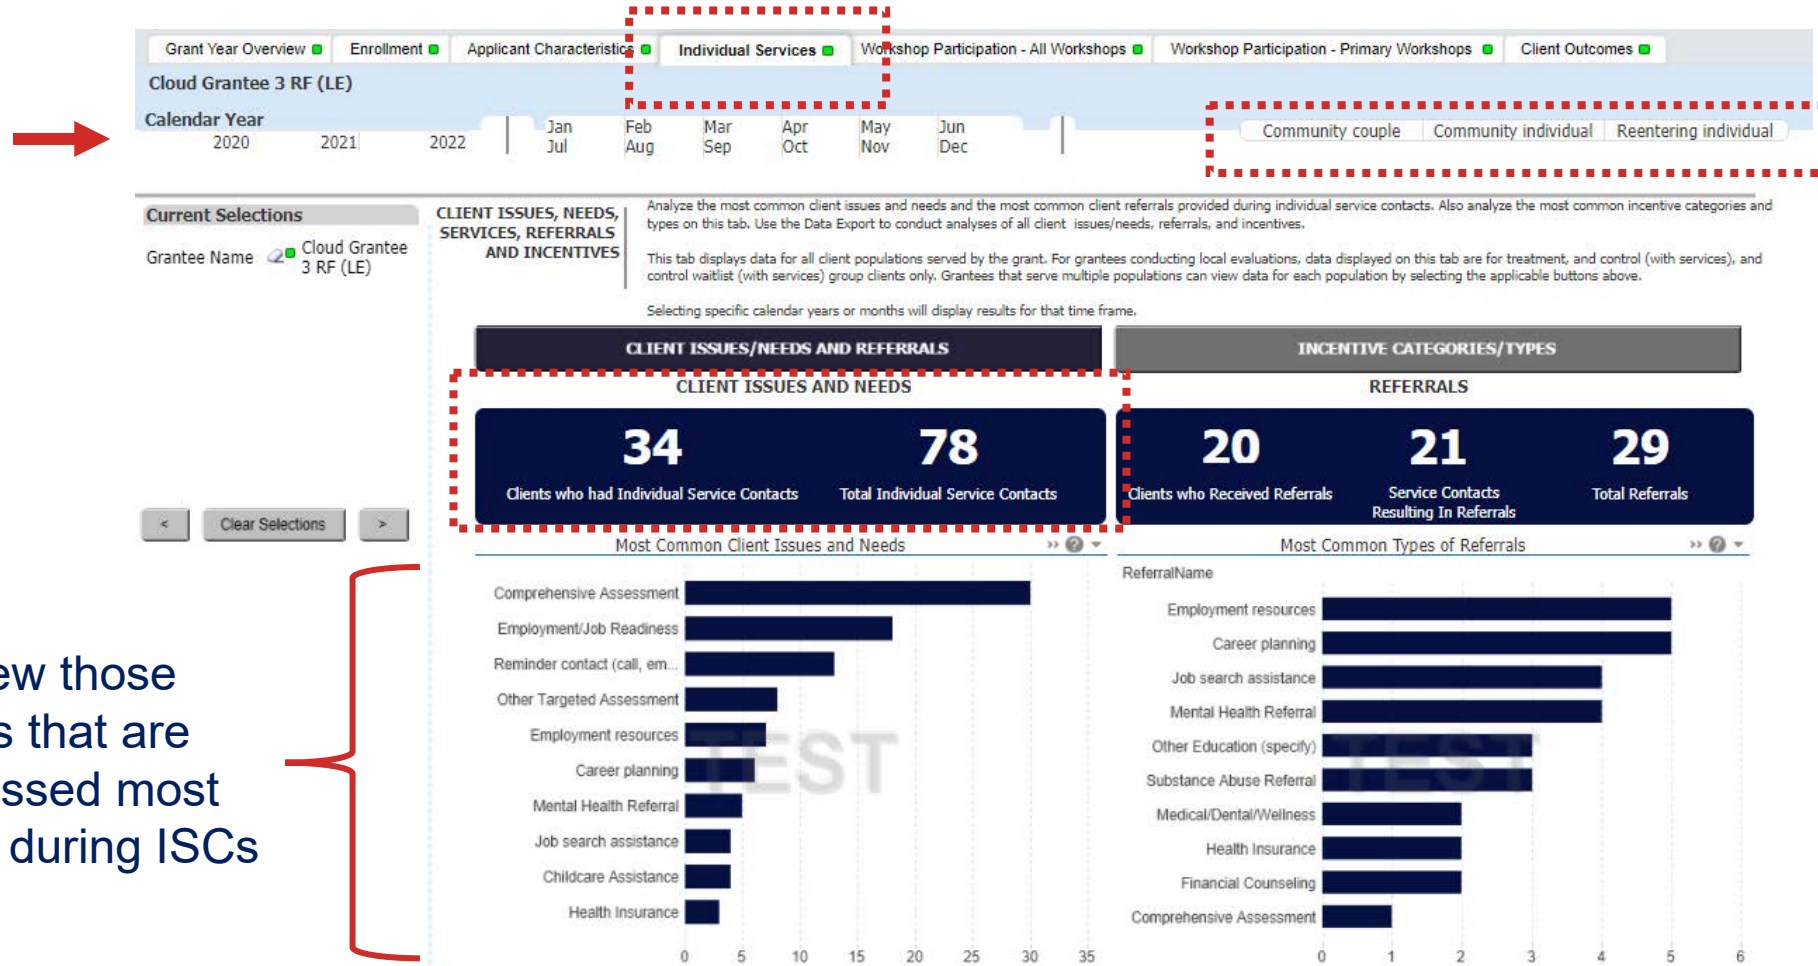 Grant Year Overview
Enrollment
Applicant Characteristics
Individual Services
Workshop Participation - All Workshops
Workshop Participation - Primary Workshops
Client Outcomes
Cloud Grantee 3 RF (LE)
Calendar Year
2020 2021 2022
Jan Feb Mar Apr May Jun
Jul Aug Sep Oct Nov Dec
Community couple Community individual Reentering individual
Current Selections
Grantee Name Cloud Grantee
3 RF (LE)
< Clear Selections >
CLIENT ISSUES, NEEDS,
SERVICES, REFERRALS
AND INCENTIVES
Analyze the most common client issues and needs and the most common client referrals provided during individual service contacts. Also analyze the most common incentive categories and
types on this tab. Use the Data Export to conduct analyses of all client issues/needs, referrals, and incentives.
This tab displays data for all client populations served by the grant. For grantees conducting local evaluations, data displayed on this tab are for treatment, and control (with services), and
control waitlist (with services) group clients only. Grantees that serve multiple populations can view data for each population by selecting the applicable buttons above.
Selecting specific calendar years or months will display results for that time frame.
CLIENT ISSUES/NEEDS AND REFERRALS
INCENTIVE CATEGORIES/TYPES
CLIENT ISSUES AND NEEDS
34 78
Clients who had Individual Service Contacts Total Individual Service Contacts
REFERRALS
20 21 29
Clients who Received Referrals Service Contacts Total Referrals
Resulting In Referrals
ew those
s that are
ssed most
during ISCs
Most Common Client Issues and Needs
Comprehensive Assessment
Employment/Job Readiness
Reminder contact (call, em...
Other Targeted Assessment
Employment resources
Career planning
Mental Health Referral
Job search assistance
Childcare Assistance
Health Insurance
0 5 10 15 20 25 30 35
TEST
Most Common Types of Referrals
ReferralName
Employment resources
Career planning
Job search assistance
Mental Health Referral
Other Education (specify)
Substance Abuse Referral
Medical/Dental/Wellness
Health Insurance
Financial Counseling
Comprehensive Assessment
0 1 2 3 4 5 6
TEST